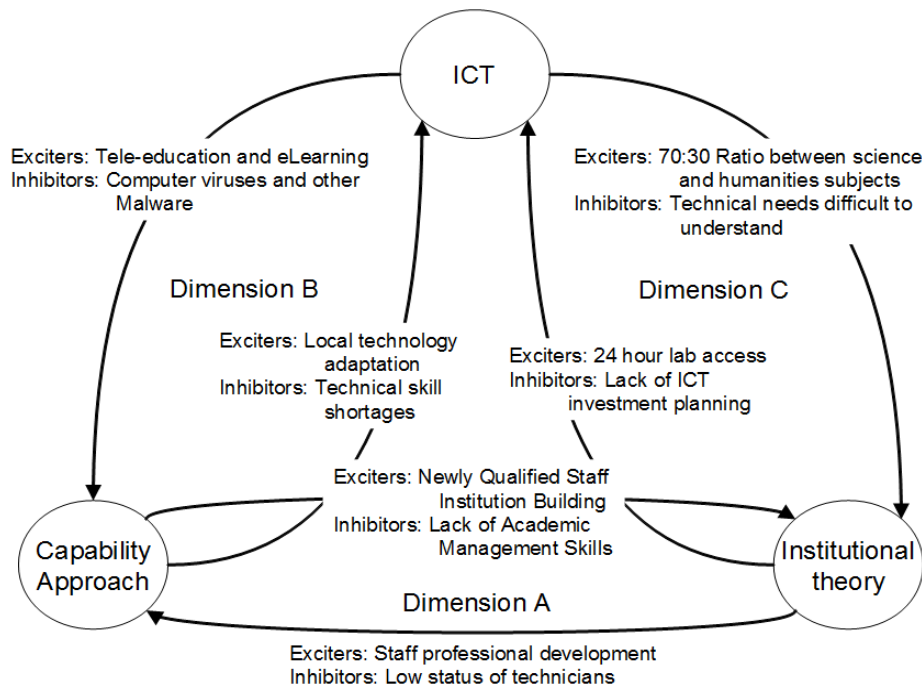 ICT
Exciters: Tele-education and eLearning
Inhibitors: Computer viruses and other
Malware
Exciters: 70:30 Ratio between science
and humanities subjects
Inhibitors: Technical needs difficult to
understand
Dimension B
Dimension C
Exciters: Local technology
adaptation
Inhibitors: Technical skill
shortages
Exciters: 24 hour lab access
Inhibitors: Lack of ICT
investment planning
Exciters: Newly Qualified Staff
Institution Building
Inhibitors: Lack of Academic
Management Skills
Capability
Approach
Institutional
theory
Dimension A
Exciters: Staff professional development
Inhibitors: Low status of technicians